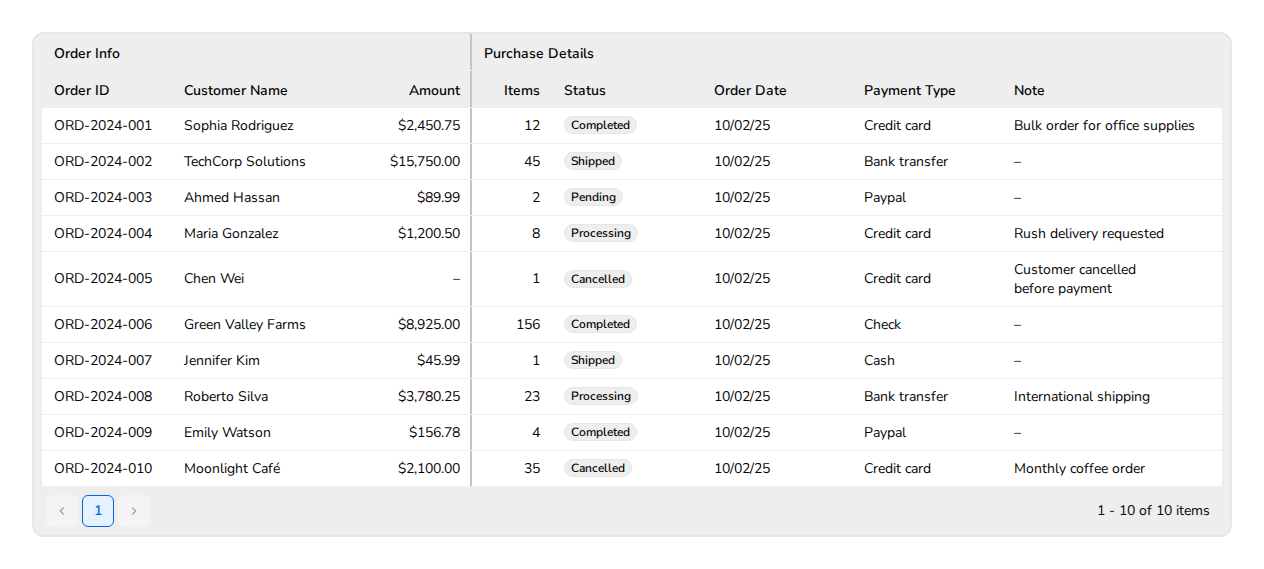 Order Info Purchase Details
Order ID Customer Name Amount Items Status Order Date Payment Type Note
ORD-2024-001 Sophia Rodriguez $2,450.75 12 Completed 10/02/25 Credit card Bulk order for office supplies
ORD-2024-002 TechCorp Solutions $15,750.00 45 Shipped 10/02/25 Bank transfer –
ORD-2024-003 Ahmed Hassan $89.99 2 Pending 10/02/25 Paypal –
ORD-2024-004 Maria Gonzalez $1,200.50 8 Processing 10/02/25 Credit card Rush delivery requested
ORD-2024-005 Chen Wei – 1 Cancelled 10/02/25 Credit card Customer cancelled
before payment
ORD-2024-006 Green Valley Farms $8,925.00 156 Completed 10/02/25 Check –
ORD-2024-007 Jennifer Kim $45.99 1 Shipped 10/02/25 Cash –
ORD-2024-008 Roberto Silva $3,780.25 23 Processing 10/02/25 Bank transfer International shipping
ORD-2024-009 Emily Watson $156.78 4 Completed 10/02/25 Paypal –
ORD-2024-010 Moonlight Café $2,100.00 35 Cancelled 10/02/25 Credit card Monthly coffee order
1 1 - 10 of 10 items